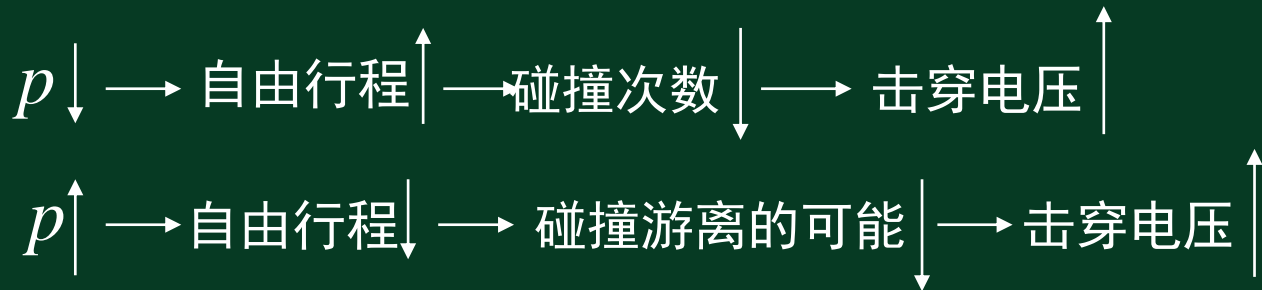 p↓ → 自由行程↑ → 碰撞次数↓ → 击穿电压↑
p↑ → 自由行程↓ → 碰撞游离的可能↓ → 击穿电压↑